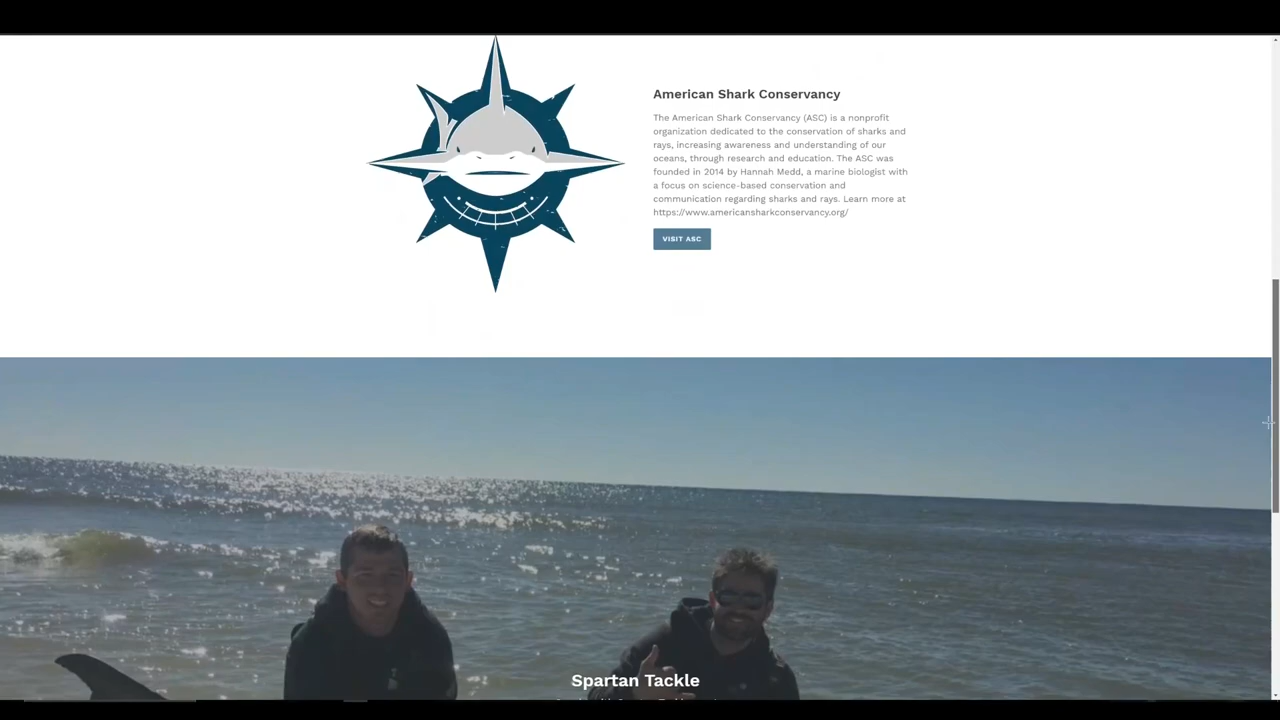 American Shark Conservancy
The American Shark Conservancy (ASC) is a nonprofit
organization dedicated to the conservation of sharks and
rays, increasing awareness and understanding of our
oceans, through research and education. The ASC was
founded in 2014 by Hannah Medd, a marine biologist with
a focus on science-based conservation and
communication regarding sharks and rays. Learn more at
https://www.americansharkconservancy.org/
VISIT ASC
Spartan Tackle